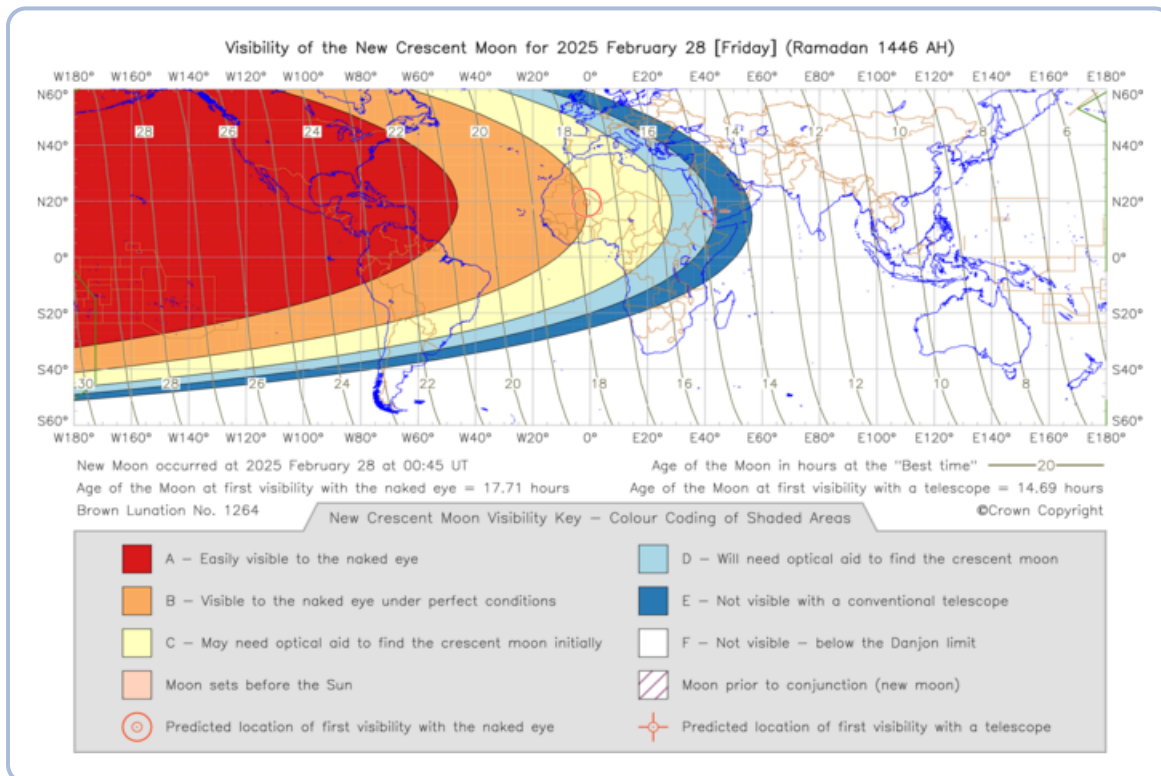 Visibility of the New Crescent Moon for 2025 February 28 [Friday] (Ramadan 1446 AH)
W180° W160° W140° W120° W100° W80° W60° W40° W20° 0° E20° E40° E60° E80° E100° E120° E140° E160° E180°
N60° N60°
28 26 24 22 20 18 16 14 12 10 8 6
N40° N40°
N20° N20°
0° 0°
S20° S20°
S40° S40°
30 28 26 24 22 20 18 16 14 12 10 8
S60° S60°
W180° W160° W140° W120° W100° W80° W60° W40° W20° 0° E20° E40° E60° E80° E100° E120° E140° E160° E180°
New Moon occurred at 2025 February 28 at 00:45 UT
Age of the Moon in hours at the "Best time" 20
Age of the Moon at first visibility with the naked eye = 17.71 hours
Age of the Moon at first visibility with a telescope = 14.69 hours
Brown Lunation No. 1264
©Crown Copyright
New Crescent Moon Visibility Key – Colour Coding of Shaded Areas
A – Easily visible to the naked eye
D – Will need optical aid to find the crescent moon
B – Visible to the naked eye under perfect conditions
E – Not visible with a conventional telescope
C – May need optical aid to find the crescent moon initially
F – Not visible – below the Danjon limit
Moon sets before the Sun
Moon prior to conjunction (new moon)
Predicted location of first visibility with the naked eye
Predicted location of first visibility with a telescope